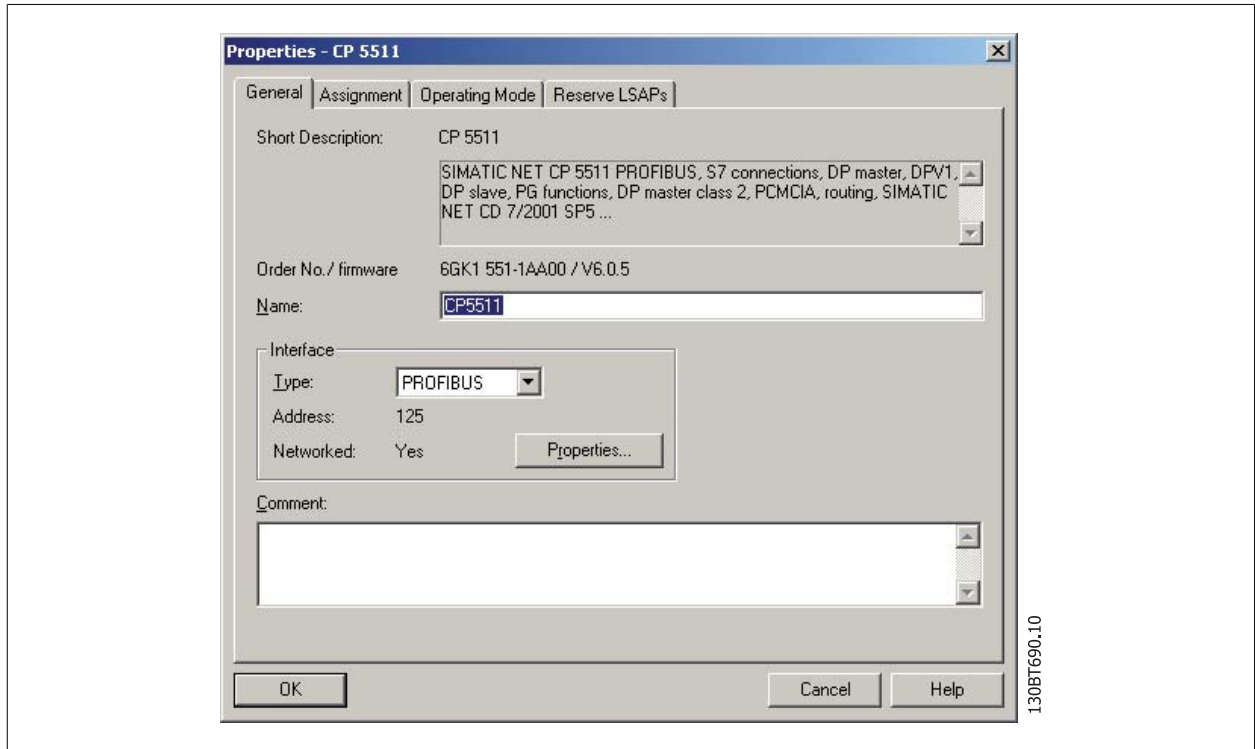 Properties - CP 5511
General
Assignment
Operating Mode
Reserve LSAPs
Short Description: CP 5511
SIMATIC NET CP 5511 PROFIBUS, S7 connections, DP master, DPV1,
DP slave, PG functions, DP master class 2, PCMCIA, routing, SIMATIC
NET CD 7/2001 SP5 ...
Order No./ firmware 6GK1 551-1AA00 / V6.0.5
Name: CP5511
Interface
Type: PROFIBUS
Address: 125
Networked: Yes
Properties...
Comment:
OK
Cancel
Help
130BT690.10